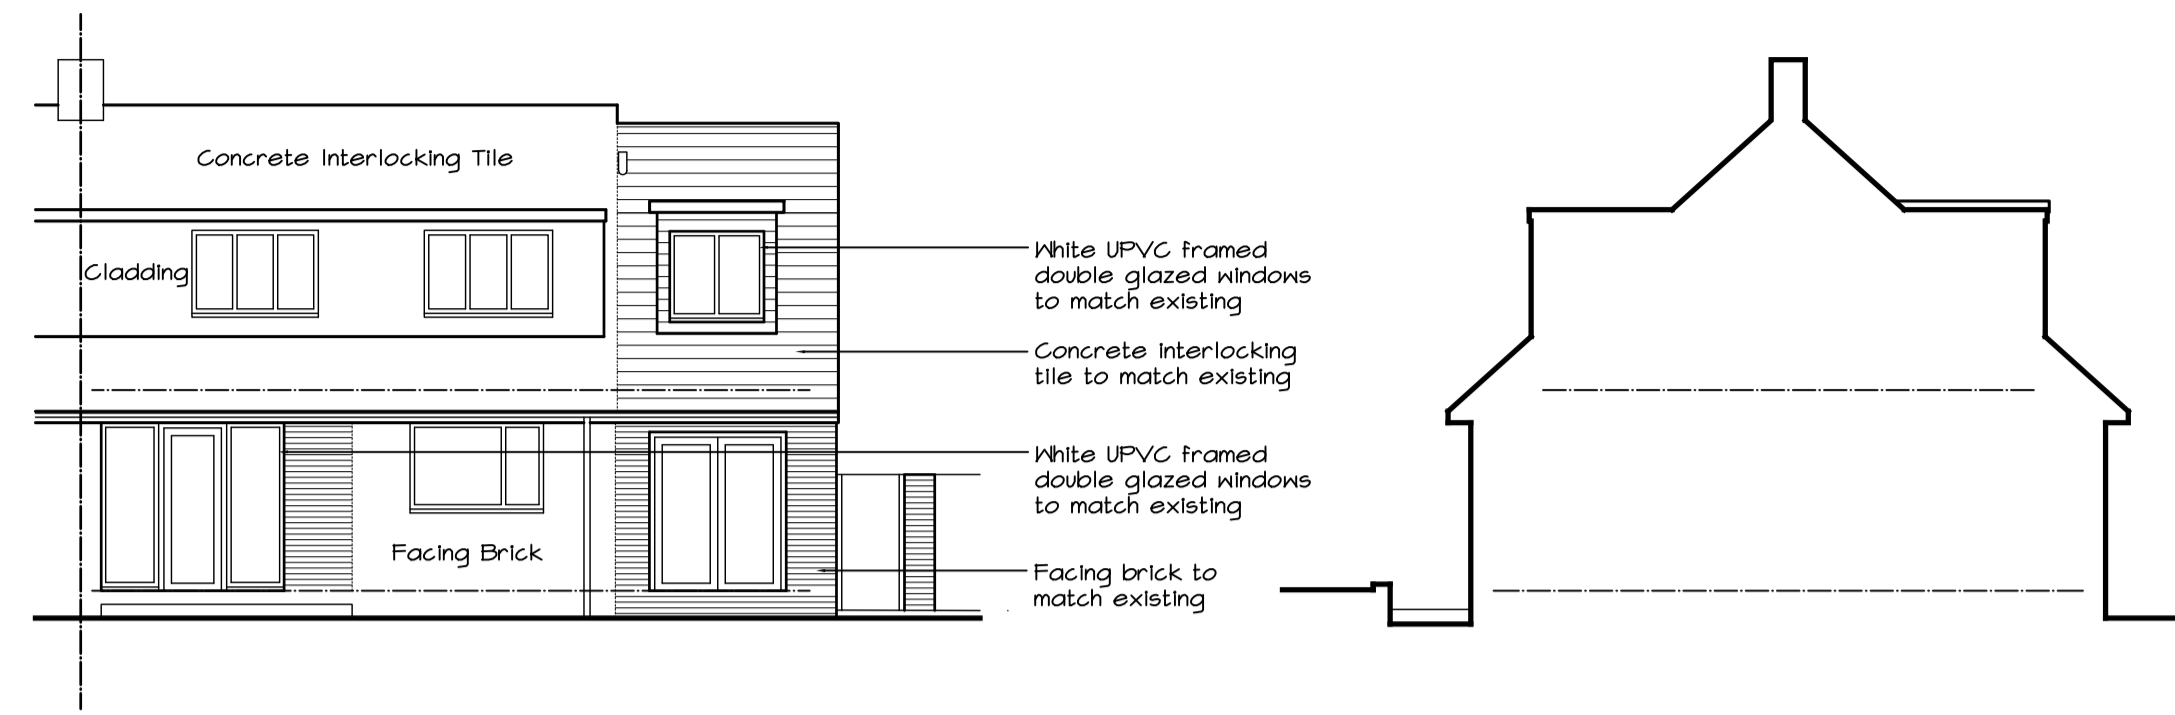 Concrete Interlocking Tile
Cladding
Facing Brick
White UPVC framed
double glazed windows
to match existing
Concrete interlocking
tile to match existing
White UPVC framed
double glazed windows
to match existing
Facing brick to
match existing